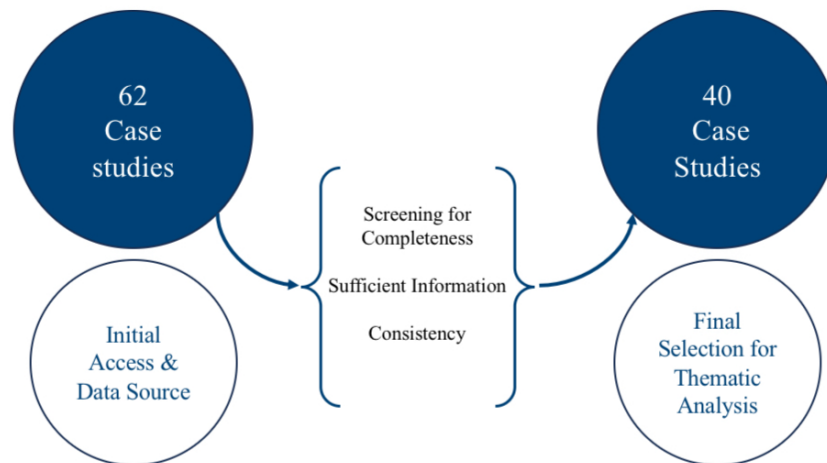 62
Case
studies
Initial
Access &
Data Source
Screening for
Completeness
Sufficient Information
Consistency
40
Case
Studies
Final
Selection for
Thematic
Analysis